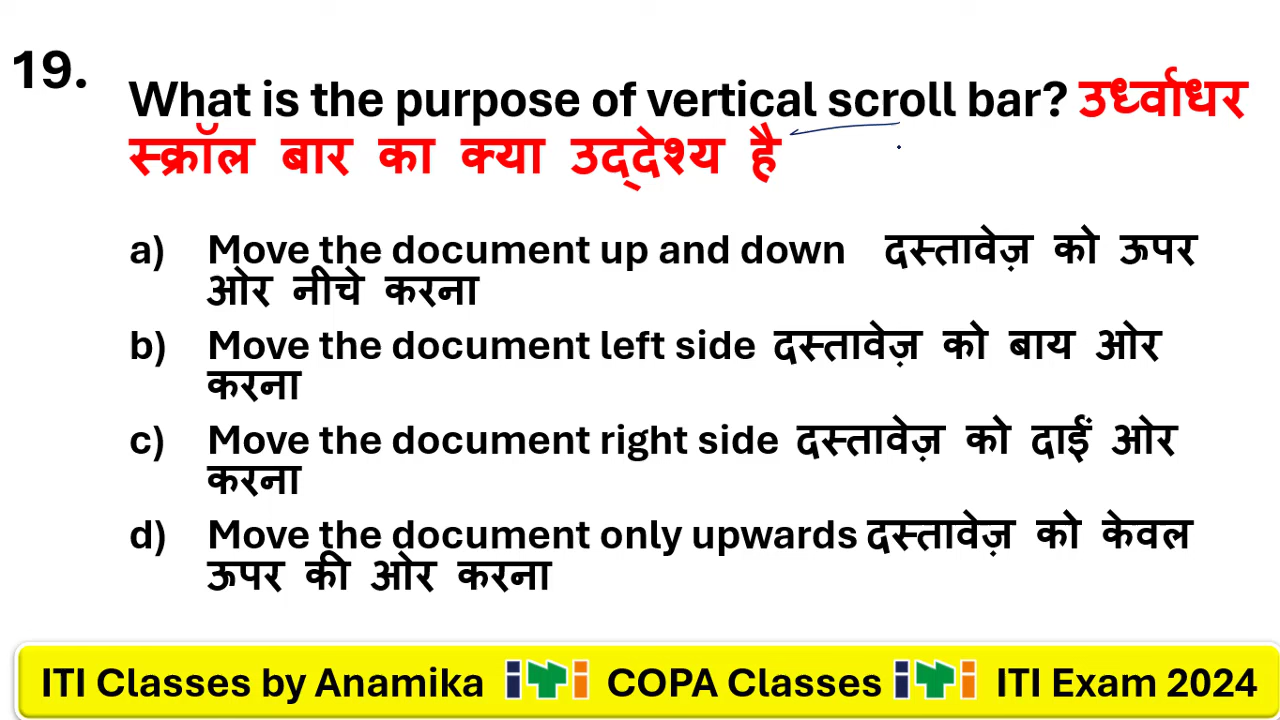 19.
What is the purpose of vertical scroll bar? उर्ध्वाधर
स्क्रॉल बार का क्या उद्देश्य है
a) Move the document up and down दस्तावेज़ को ऊपर
ओर नीचे करना
b) Move the document left side दस्तावेज़ को बाय ओर
करना
c) Move the document right side दस्तावेज़ को दाईं ओर
करना
d) Move the document only upwards दस्तावेज़ को केवल
ऊपर की ओर करना
ITI Classes by Anamika iTi COPA Classes iTi ITI Exam 2024